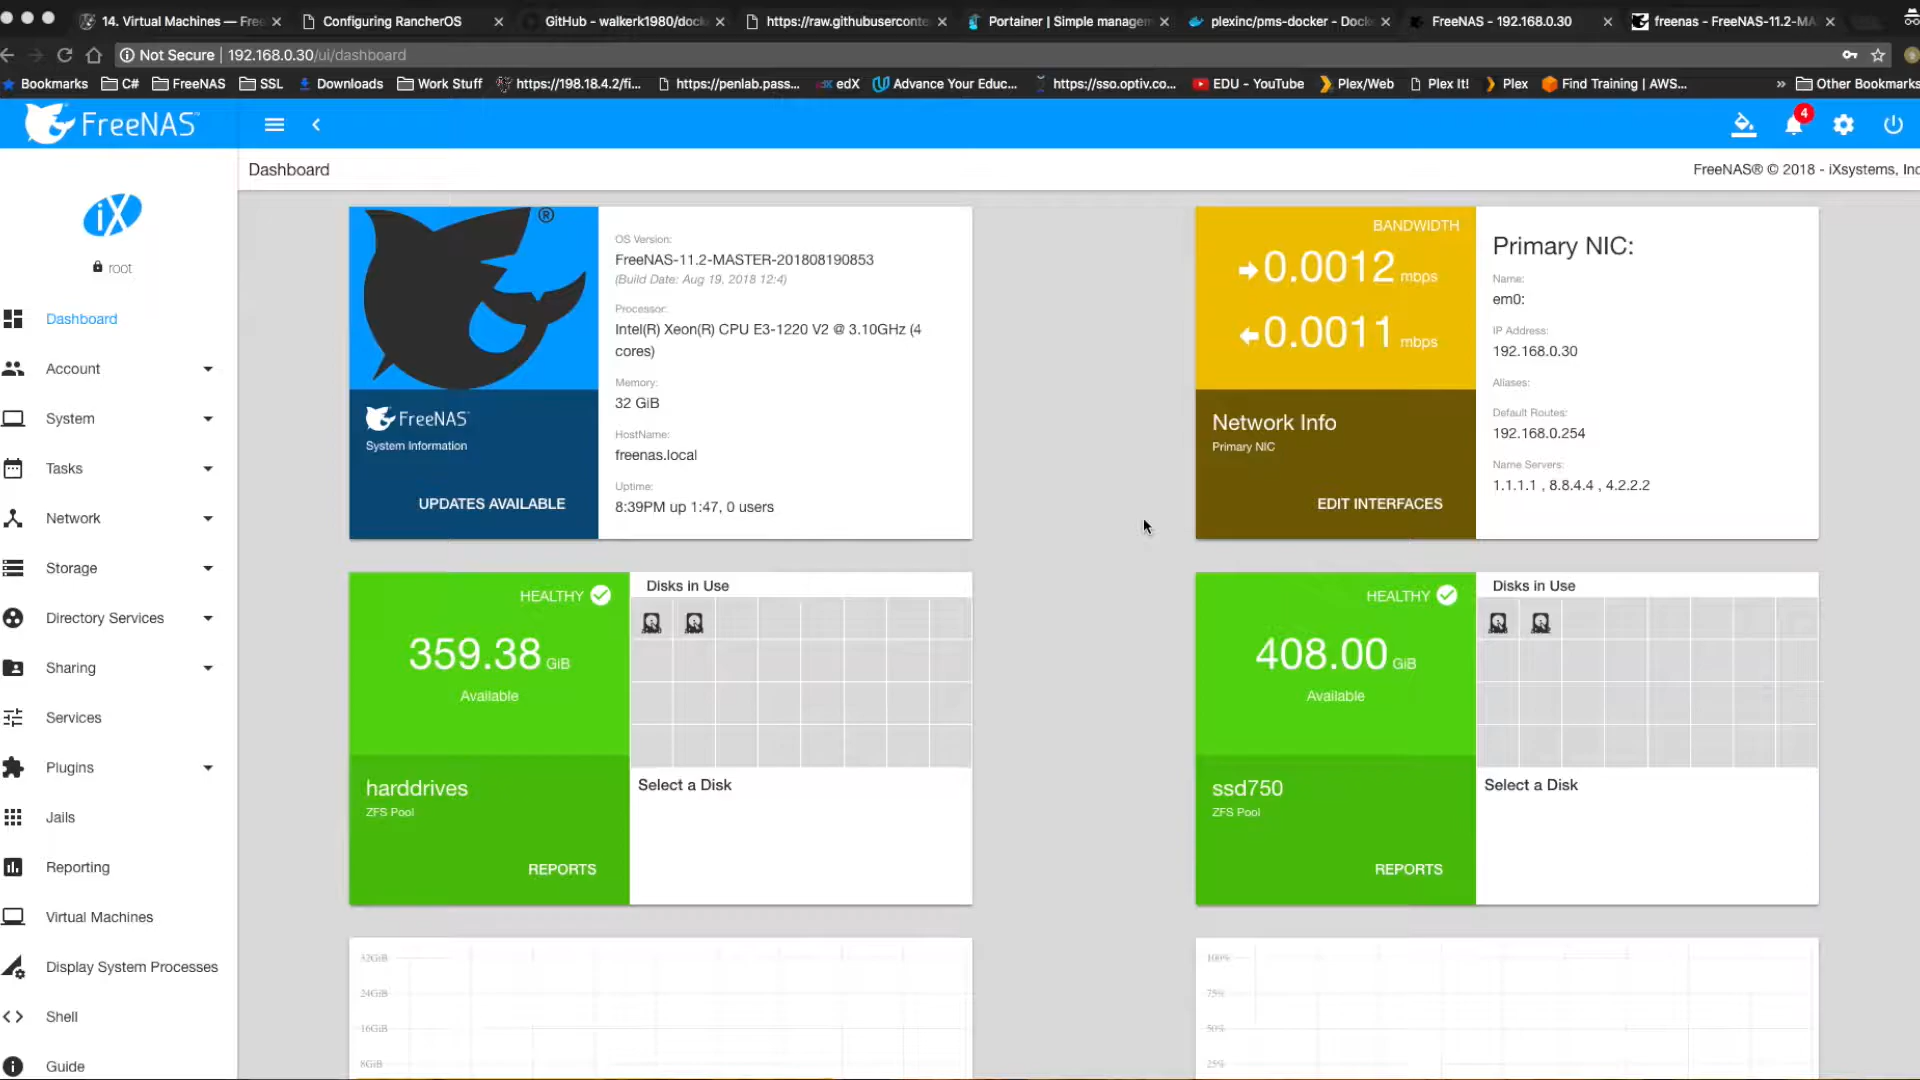 14. Virtual Machines — Free
Configuring RancherOS
GitHub - walkerk1980/dock
https://raw.githubuserconte
Portainer | Simple managem
plexinc/pms-docker - Dock
FreeNAS - 192.168.0.30
freenas - FreeNAS-11.2-MA
Not Secure | 192.168.0.30/ui/dashboard
Bookmarks
C#
FreeNAS
SSL
Downloads
Work Stuff
https://198.18.4.2/fi...
https://penlab.pass...
edX
Advance Your Educ...
https://sso.optiv.co...
EDU - YouTube
Plex/Web
Plex It!
Plex
Find Training | AWS...
»
Other Bookmarks
FreeNAS™
4
Dashboard
FreeNAS® © 2018 - iXsystems, Inc
iX
root
Dashboard
Account
System
Tasks
Network
Storage
Directory Services
Sharing
Services
Plugins
Jails
Reporting
Virtual Machines
Display System Processes
Shell
Guide
®
FreeNAS
System Information
UPDATES AVAILABLE
OS Version:
FreeNAS-11.2-MASTER-201808190853
(Build Date: Aug 19, 2018 12:4)
Processor:
Intel(R) Xeon(R) CPU E3-1220 V2 @ 3.10GHz (4
cores)
Memory:
32 GiB
HostName:
freenas.local
Uptime:
8:39PM up 1:47, 0 users
BANDWIDTH
0.0012 mbps
0.0011 mbps
Network Info
Primary NIC
EDIT INTERFACES
Primary NIC:
Name:
em0:
IP Address:
192.168.0.30
Aliases:
Default Routes:
192.168.0.254
Name Servers:
1.1.1.1 , 8.8.4.4 , 4.2.2.2
HEALTHY
359.38 GiB
Available
harddrives
ZFS Pool
REPORTS
Disks in Use
Select a Disk
HEALTHY
408.00 GiB
Available
ssd750
ZFS Pool
REPORTS
Disks in Use
Select a Disk
32GiB
24GiB
16GiB
8GiB
100%
75%
50%
25%